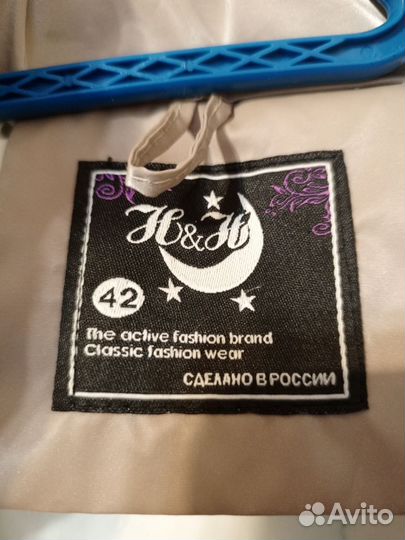 H&H
42
The active fashion brand
Classic fashion wear
СДЕЛАНО В РОССИИ
Avito